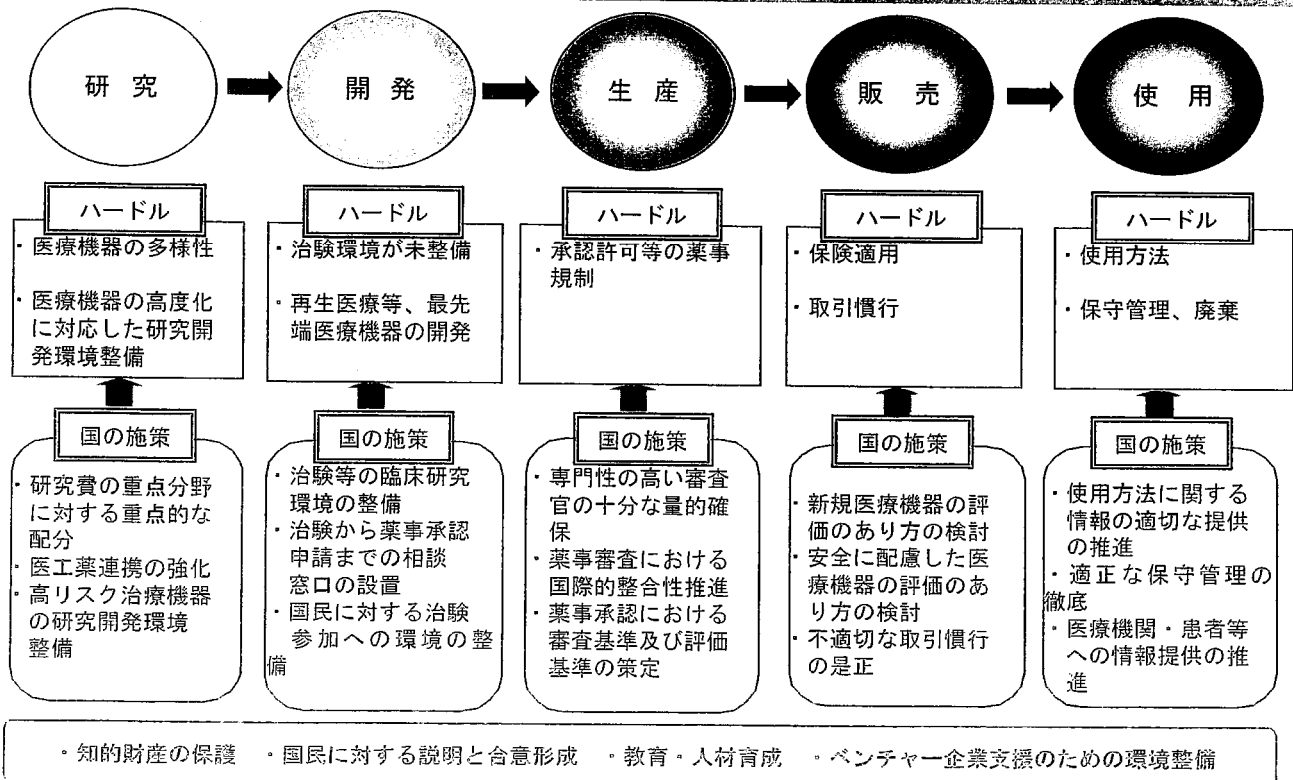 研 究
開 発
生 産
販 売
使 用
ハードル
・医療機器の多様性
・医療機器の高度化
に対応した研究開
発環境整備
ハードル
・治験環境が未整備
・再生医療等、最先
端医療機器の開発
ハードル
・承認許可等の薬事
規制
ハードル
・保険適用
・取引慣行
ハードル
・使用方法
・保守管理、廃棄
国の施策
・研究費の重点分野
に対する重点的な
配分
・医工薬連携の強化
・高リスク治療機器
の研究開発環境
整備
国の施策
・治験等の臨床研究
環境の整備
・治験から薬事承認
申請までの相談
窓口の設置
・国民に対する治験
参加への環境の整
備
国の施策
・専門性の高い審査
官の十分な量的確
保
・薬事審査における
国際的整合性推進
・薬事承認における
審査基準及び評価
基準の策定
国の施策
・新規医療機器の評
価のあり方の検討
・安全に配慮した医
療機器の評価のあ
り方の検討
・不適切な取引慣行
の是正
国の施策
・使用方法に関する
情報の適切な提供
の推進
・適正な保守管理の
徹底
・医療機関・患者等
への情報提供の推
進
・知的財産の保護 ・国民に対する説明と合意形成 ・教育・人材育成 ・ベンチャー企業支援のための環境整備